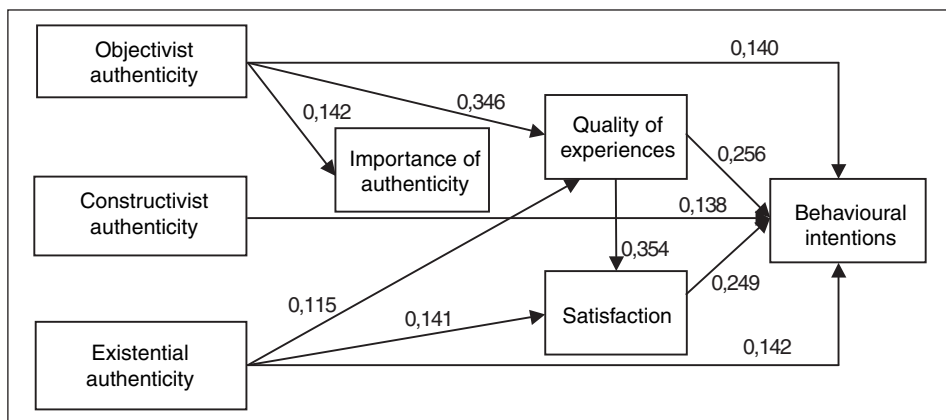 Objectivist
authenticity
0,140
0,346
0,142
Quality of
experiences
Importance of
authenticity
0,256
Constructivist
authenticity
0,138
Behavioural
intentions
0,354
0,249
0,115
0,141
Satisfaction
Existential
authenticity
0,142